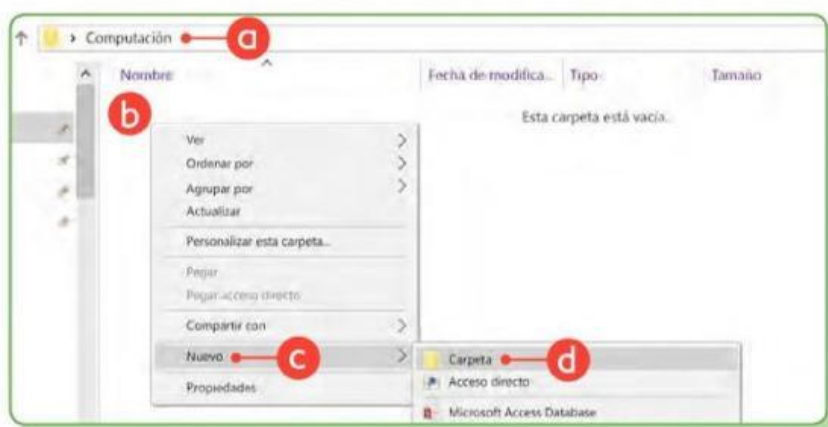 Computación a
Nombre Fecha de modifica... Tipo Tamaño
b Esta carpeta está vacía.
Ver
Ordenar por
Agrupar por
Actualizar
Personalizar esta carpeta...
Pegar
Pegar acceso directo
Compartir con
Nuevo c
Carpeta d
Propiedades
Acceso directo
Microsoft Access Database